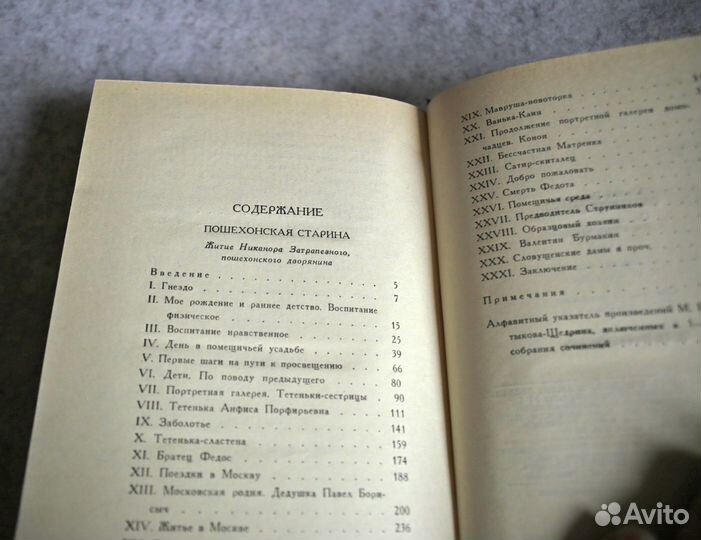 СОДЕРЖАНИЕ
ПОШЕХОНСКАЯ СТАРИНА
Житие Никанора Затрапезного,
пошехонского дворянина
Введение . . . . . . . . . . 5
I. Гнездо . . . . . . . . . . 7
II. Мое рождение и раннее детство. Воспитание
физическое . . . . . . . . . . 15
III. Воспитание нравственное . . . . . . 25
IV. День в помещичьей усадьбе . . . . . 39
V. Первые шаги на пути к просвещению . . . 66
VI. Дети. По поводу предыдущего . . . . 80
VII. Портретная галерея. Тетеньки-сестрицы . . 90
VIII. Тетенька Анфиса Порфирьевна . . . . 111
IX. Заболотье . . . . . . . . . 141
X. Тетенька-сластена . . . . . . . 159
XI. Братец Федос . . . . . . . . 174
XII. Поездки в Москву . . . . . . . 188
XIII. Московская родня. Дедушка Павел Бори-
сыч . . . . . . . . . . 200
XIV. Житье в Москве . . . . . . . 236
XIX. Мавруша-новоторка . . . . .
XX. Ванька-Каин . . . . . .
XXI. Продолжение портретной галереи домо-
чадцев. Конон . . . . . .
XXII. Бессчастная Матренка . . . .
XXIII. Сатир-скиталец . . . . .
XXIV. Добро пожаловать . . . . .
XXV. Смерть Федота . . . . .
XXVI. Помещичья среда . . . . .
XXVII. Предводитель Струнников . . .
XXVIII. Образцовый хозяин . . . .
XXIX. Валентин Бурмакин . . . .
XXX. Словущенские дамы и проч. . . .
XXXI. Заключение . . . . . .
Примечания . . . . . .
Алфавитный указатель произведений М.
тыкова-Щедрина, включенных в
собрания сочинений . . . . .
Avito